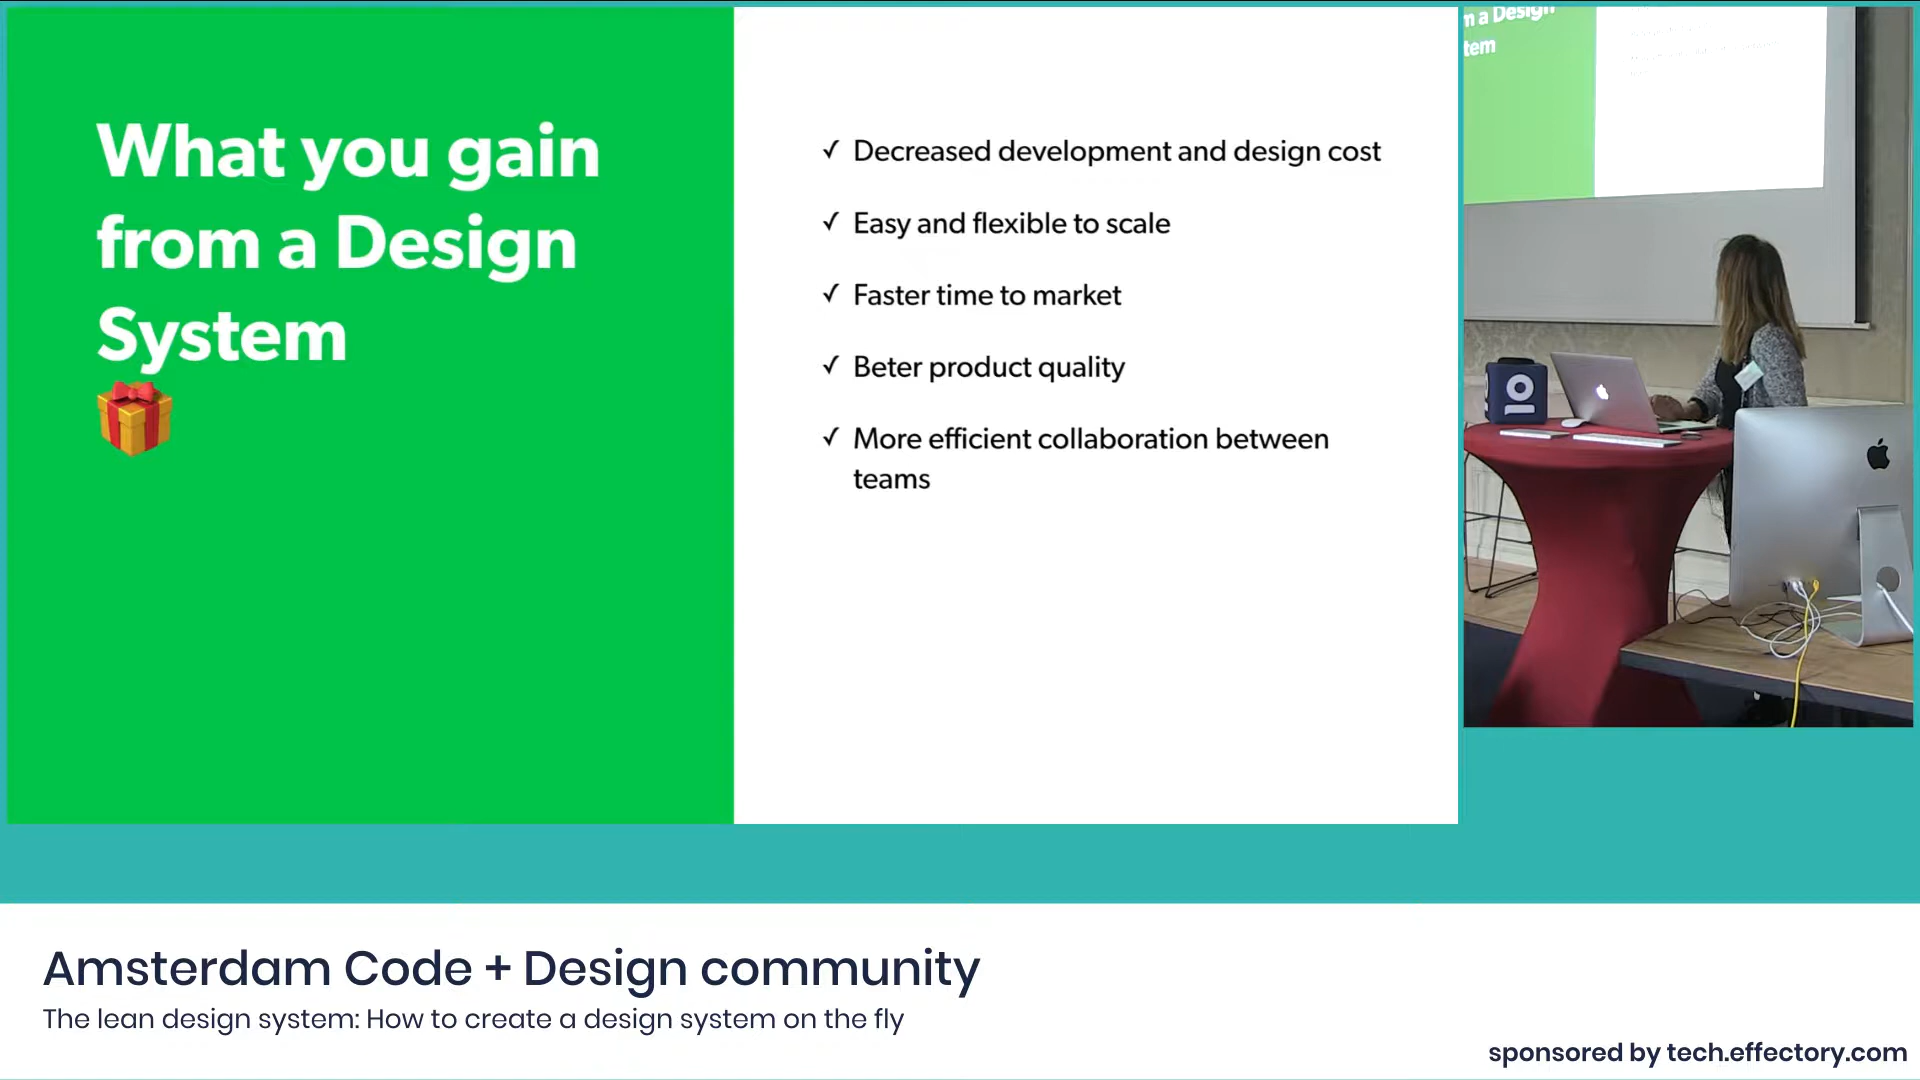 What you gain
from a Design
System
✓ Decreased development and design cost
✓ Easy and flexible to scale
✓ Faster time to market
✓ Beter product quality
✓ More efficient collaboration between
teams
m a Design
tem
Amsterdam Code + Design community
The lean design system: How to create a design system on the fly
sponsored by tech.effectory.com